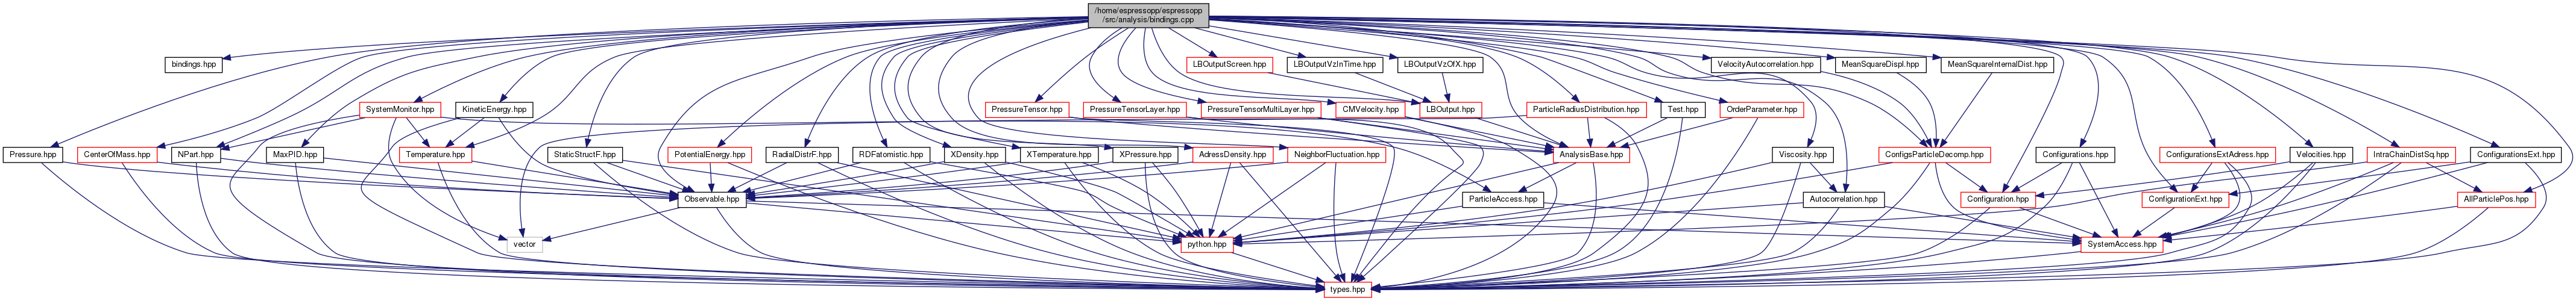 /home/espressopp/espressopp
/src/analysis/bindings.cpp
bindings.hpp
LBOutputScreen.hpp
LBOutputVzInTime.hpp
LBOutputVzOfX.hpp
VelocityAutocorrelation.hpp
MeanSquareDispl.hpp
MeanSquareInternalDist.hpp
SystemMonitor.hpp
KineticEnergy.hpp
PressureTensor.hpp
PressureTensorLayer.hpp
PressureTensorMultiLayer.hpp
CMVelocity.hpp
LBOutput.hpp
ParticleRadiusDistribution.hpp
Test.hpp
OrderParameter.hpp
Pressure.hpp
CenterOfMass.hpp
NPart.hpp
MaxPID.hpp
Temperature.hpp
StaticStructF.hpp
PotentialEnergy.hpp
RadialDistrF.hpp
RDFatomistic.hpp
XDensity.hpp
XTemperature.hpp
XPressure.hpp
AdressDensity.hpp
NeighborFluctuation.hpp
AnalysisBase.hpp
Viscosity.hpp
ConfigsParticleDecomp.hpp
Configurations.hpp
ConfigurationsExtAdress.hpp
Velocities.hpp
IntraChainDistSq.hpp
ConfigurationsExt.hpp
Observable.hpp
ParticleAccess.hpp
Autocorrelation.hpp
Configuration.hpp
ConfigurationExt.hpp
AllParticlePos.hpp
vector
python.hpp
SystemAccess.hpp
types.hpp